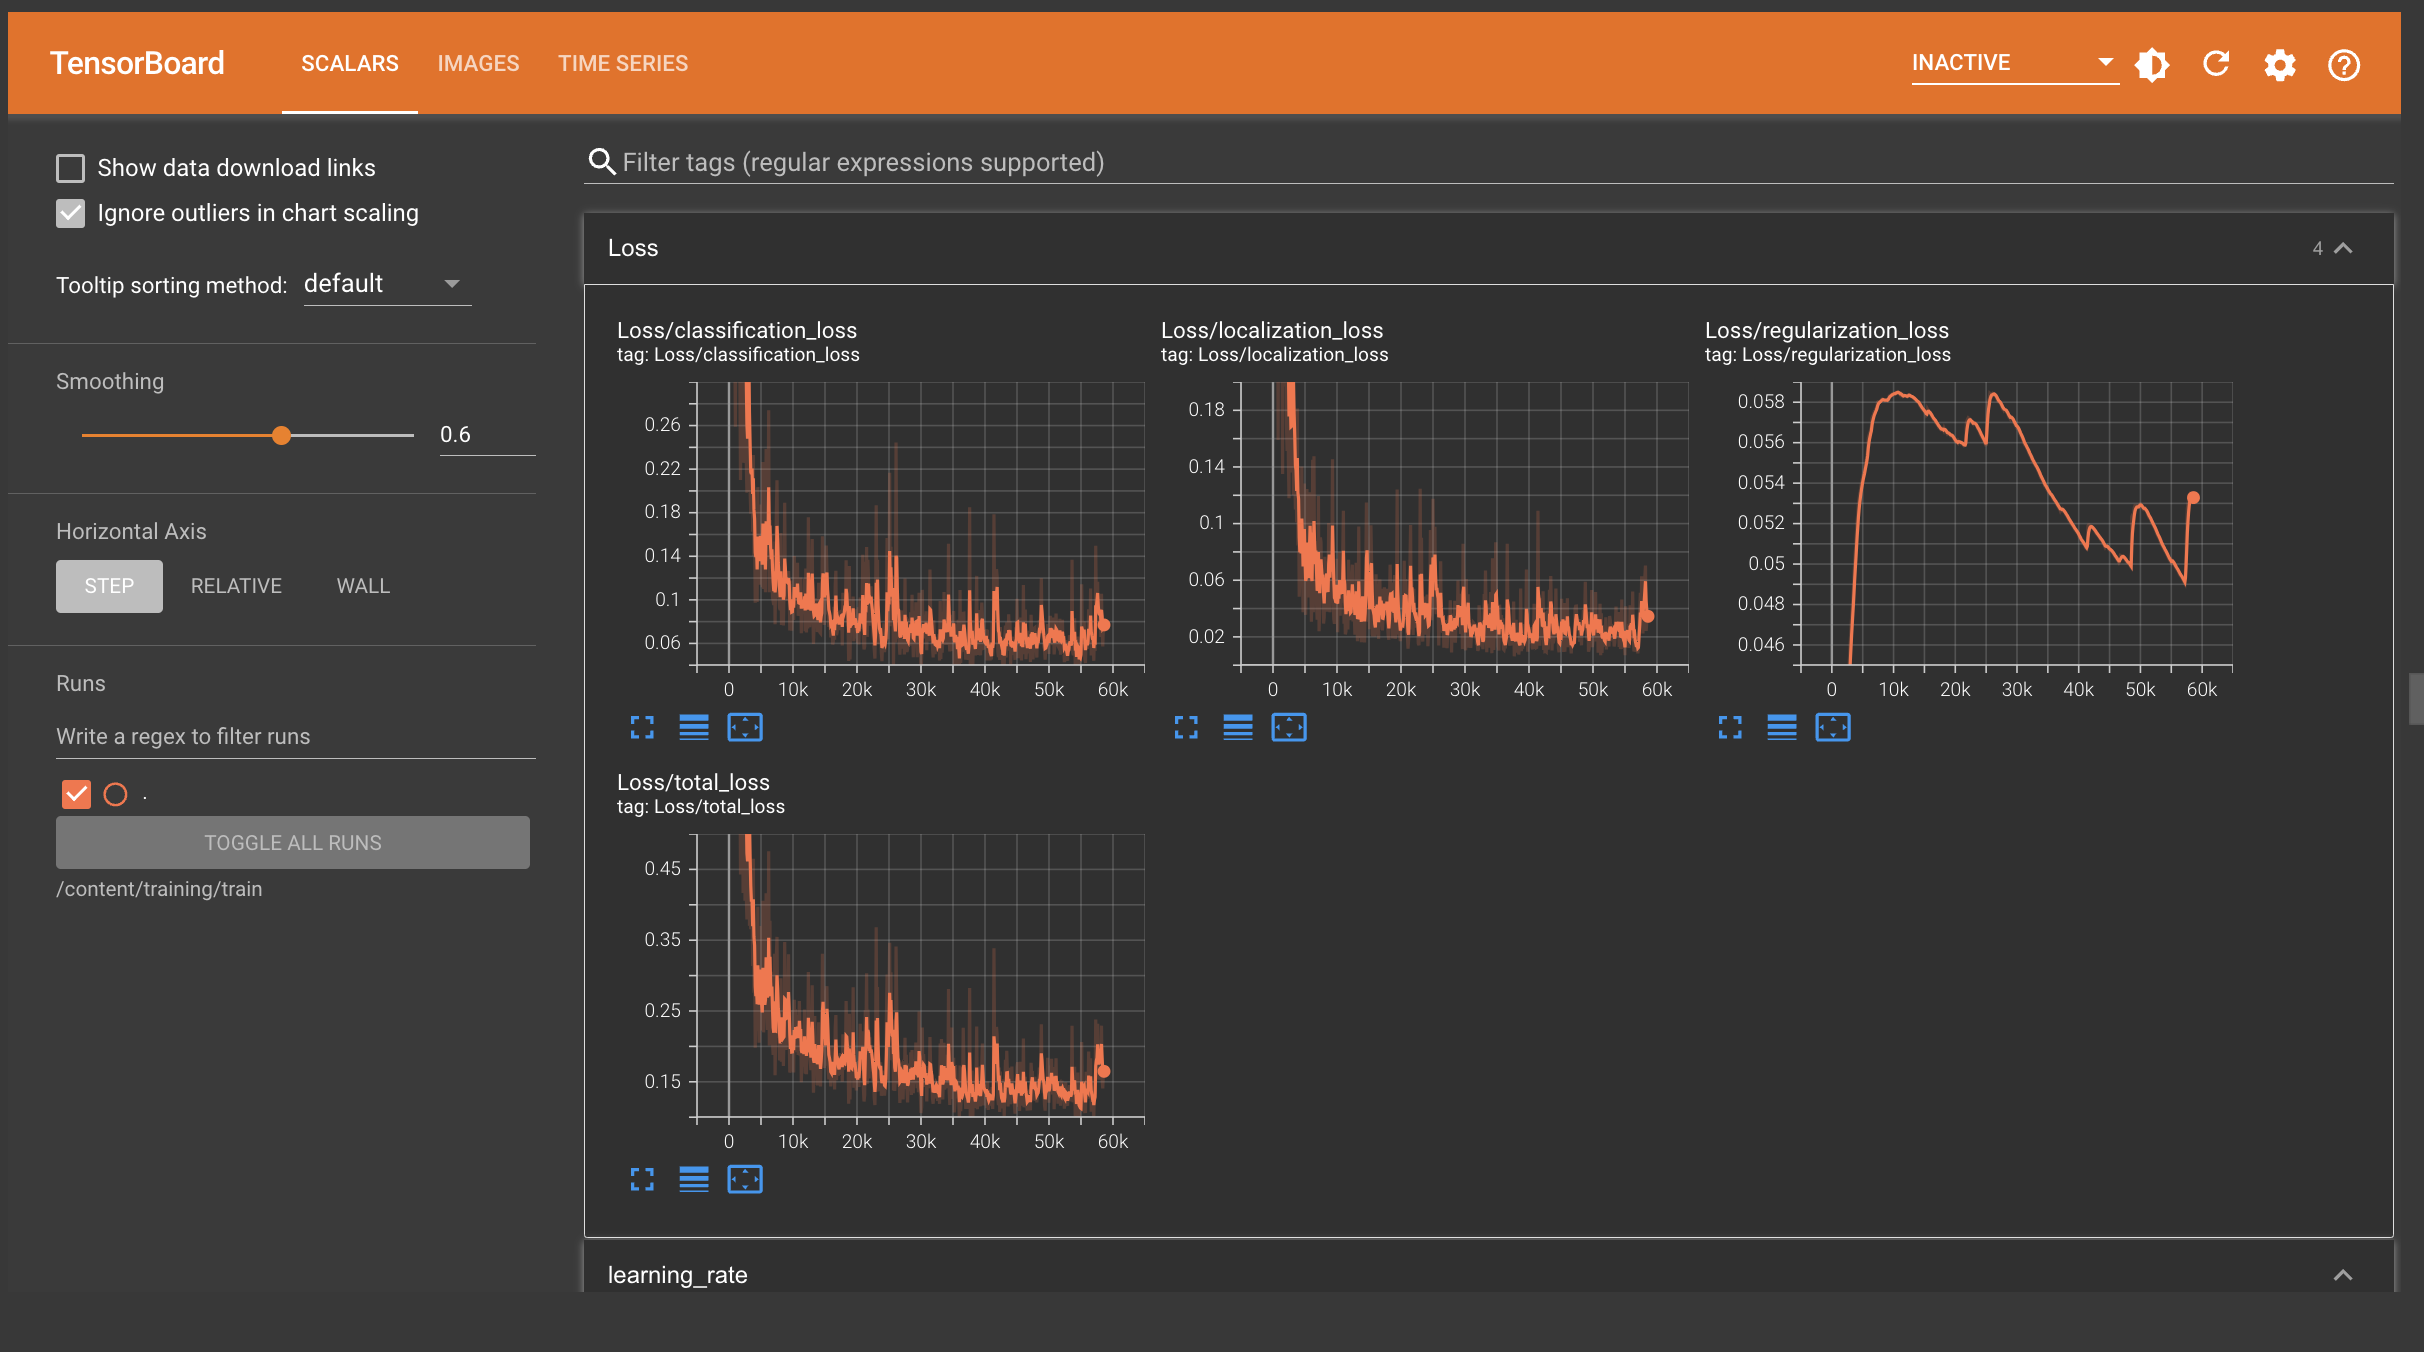 TensorBoard SCALARS IMAGES TIME SERIES INACTIVE
Show data download links
Ignore outliers in chart scaling
Tooltip sorting method: default
Smoothing
0.6
Horizontal Axis
STEP RELATIVE WALL
Runs
Write a regex to filter runs
.
TOGGLE ALL RUNS
/content/training/train
Filter tags (regular expressions supported)
Loss 4
Loss/classification_loss
tag: Loss/classification_loss
0.26
0.22
0.18
0.14
0.1
0.06
0 10k 20k 30k 40k 50k 60k
Loss/localization_loss
tag: Loss/localization_loss
0.18
0.14
0.1
0.06
0.02
0 10k 20k 30k 40k 50k 60k
Loss/regularization_loss
tag: Loss/regularization_loss
0.058
0.056
0.054
0.052
0.05
0.048
0.046
0 10k 20k 30k 40k 50k 60k
Loss/total_loss
tag: Loss/total_loss
0.45
0.35
0.25
0.15
0 10k 20k 30k 40k 50k 60k
learning_rate